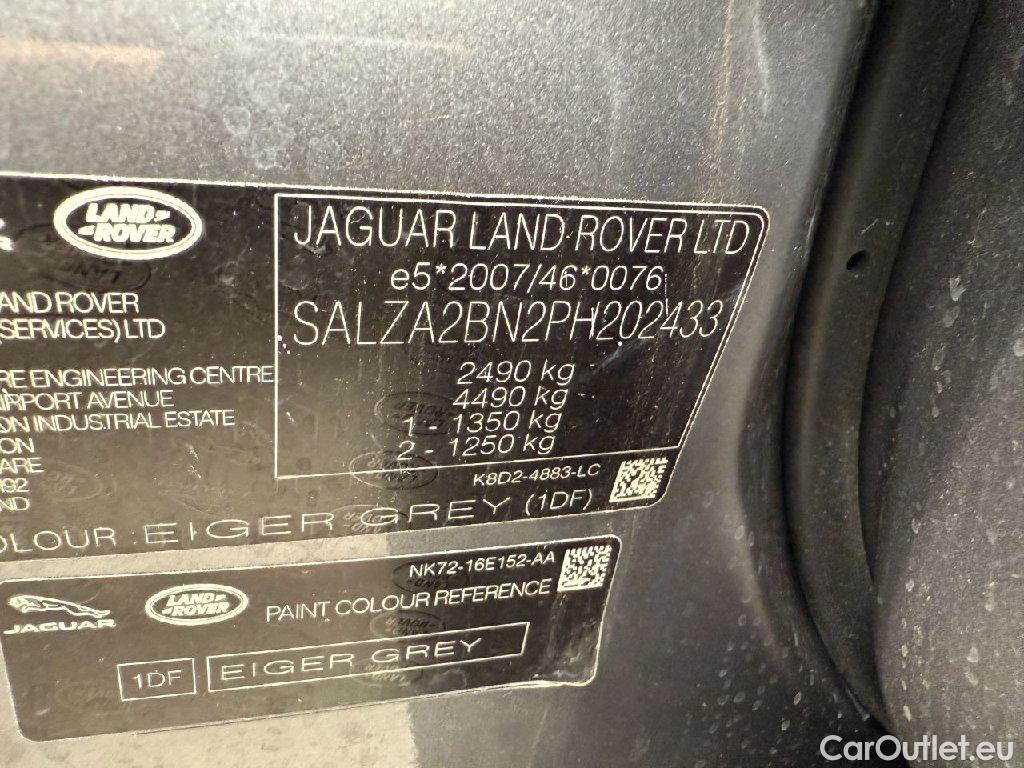 LAND ROVER
JAGUAR LAND ROVER LTD
e5*2007/46*0076
SALZA2BN2PH202433
AND ROVER
(SERVICES) LTD
RE ENGINEERING CENTRE
AIRPORT AVENUE
ON INDUSTRIAL ESTATE
ON
ARE
92
ND
2490 kg
4490 kg
1 - 1350 kg
2 - 1250 kg
K8D2-4883-LC
OLOUR : EIGER GREY (1DF)
NK72-16E152-AA
JAGUAR
LAND ROVER
PAINT COLOUR REFERENCE
1DF EIGER GREY
CarOutlet.eu